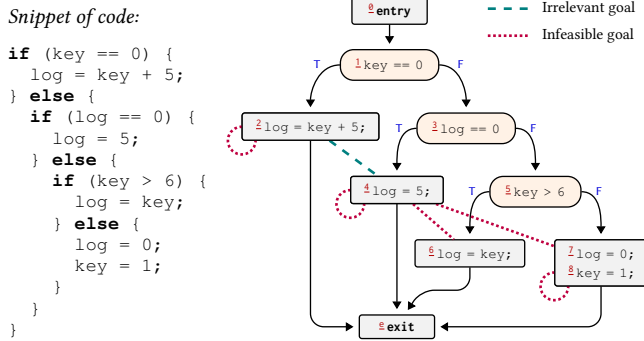 Snippet of code:
if (key == 0) {
  log = key + 5;
} else {
  if (log == 0) {
    log = 5;
  } else {
    if (key > 6) {
      log = key;
    } else {
      log = 0;
      key = 1;
    }
  }
}
0 entry
Irrelevant goal
Infeasible goal
1 key == 0
T
F
2 log = key + 5;
3 log == 0
T
F
4 log = 5;
5 key > 6
T
F
6 log = key;
7 log = 0;
8 key = 1;
e exit